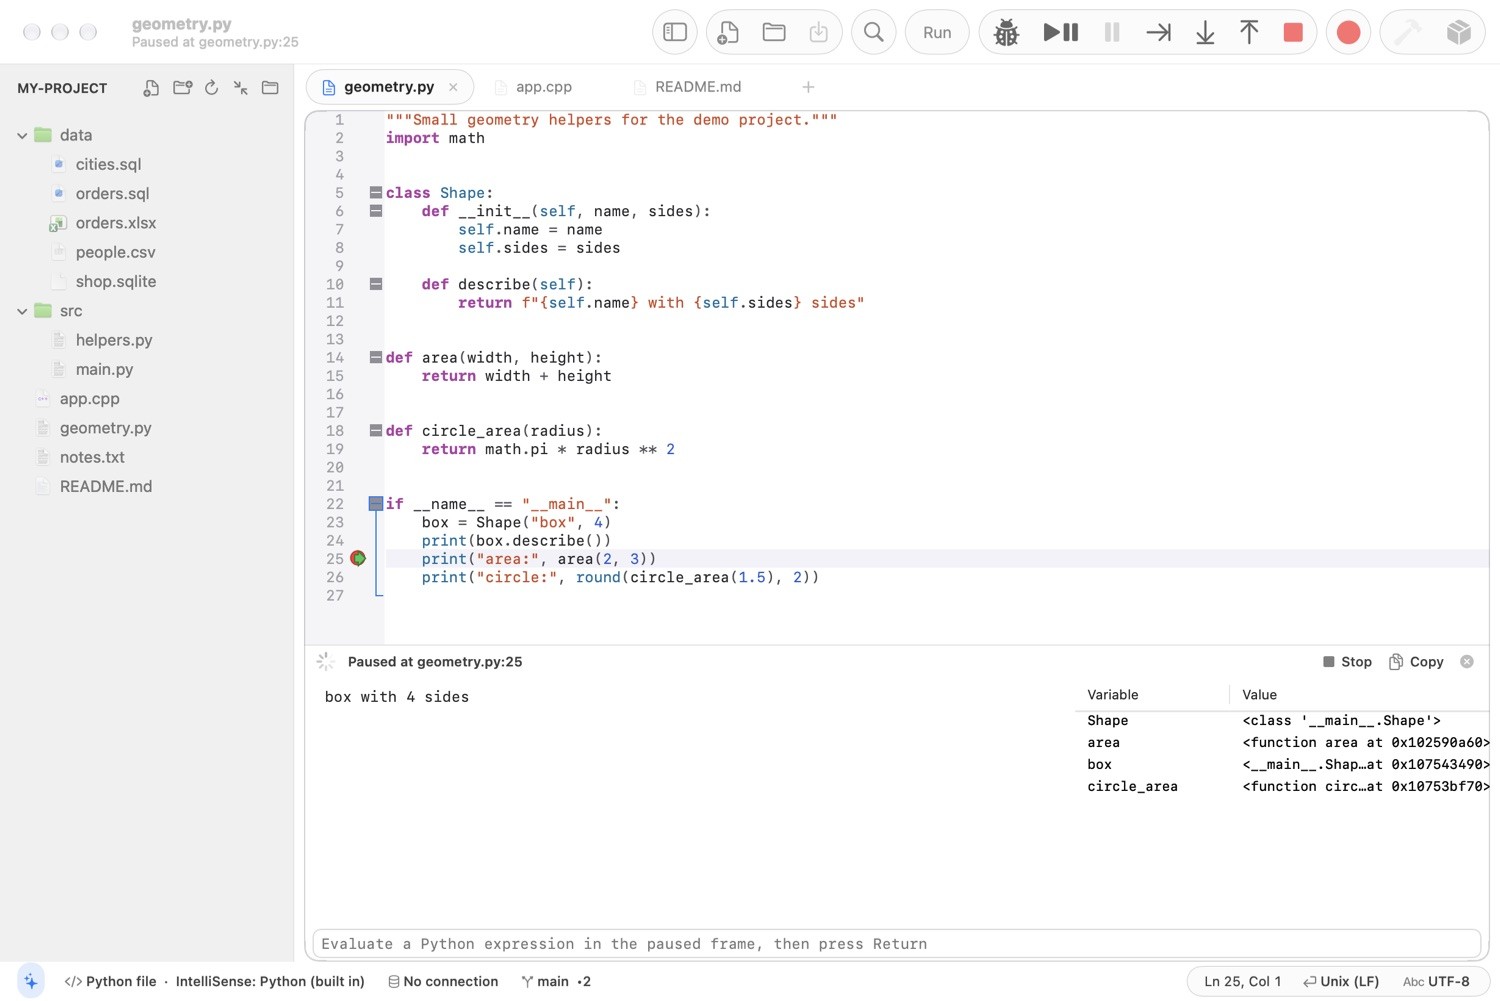 geometry.py
Paused at geometry.py:25
Run
MY-PROJECT
data
cities.sql
orders.sql
orders.xlsx
people.csv
shop.sqlite
src
helpers.py
main.py
app.cpp
geometry.py
notes.txt
README.md
geometry.py app.cpp README.md
1 """Small geometry helpers for the demo project."""
2 import math
3
4
5 class Shape:
6     def __init__(self, name, sides):
7         self.name = name
8         self.sides = sides
9
10     def describe(self):
11         return f"{self.name} with {self.sides} sides"
12
13
14 def area(width, height):
15     return width + height
16
17
18 def circle_area(radius):
19     return math.pi * radius ** 2
20
21
22 if __name__ == "__main__":
23     box = Shape("box", 4)
24     print(box.describe())
25     print("area:", area(2, 3))
26     print("circle:", round(circle_area(1.5), 2))
27
Paused at geometry.py:25 Stop Copy
box with 4 sides
Variable Value
Shape <class '__main__.Shape'>
area <function area at 0x102590a60>
box <__main__.Shap…at 0x107543490>
circle_area <function circ…at 0x10753bf70>
Evaluate a Python expression in the paused frame, then press Return
</> Python file · IntelliSense: Python (built in) No connection main •2 Ln 25, Col 1 Unix (LF) Abc UTF-8